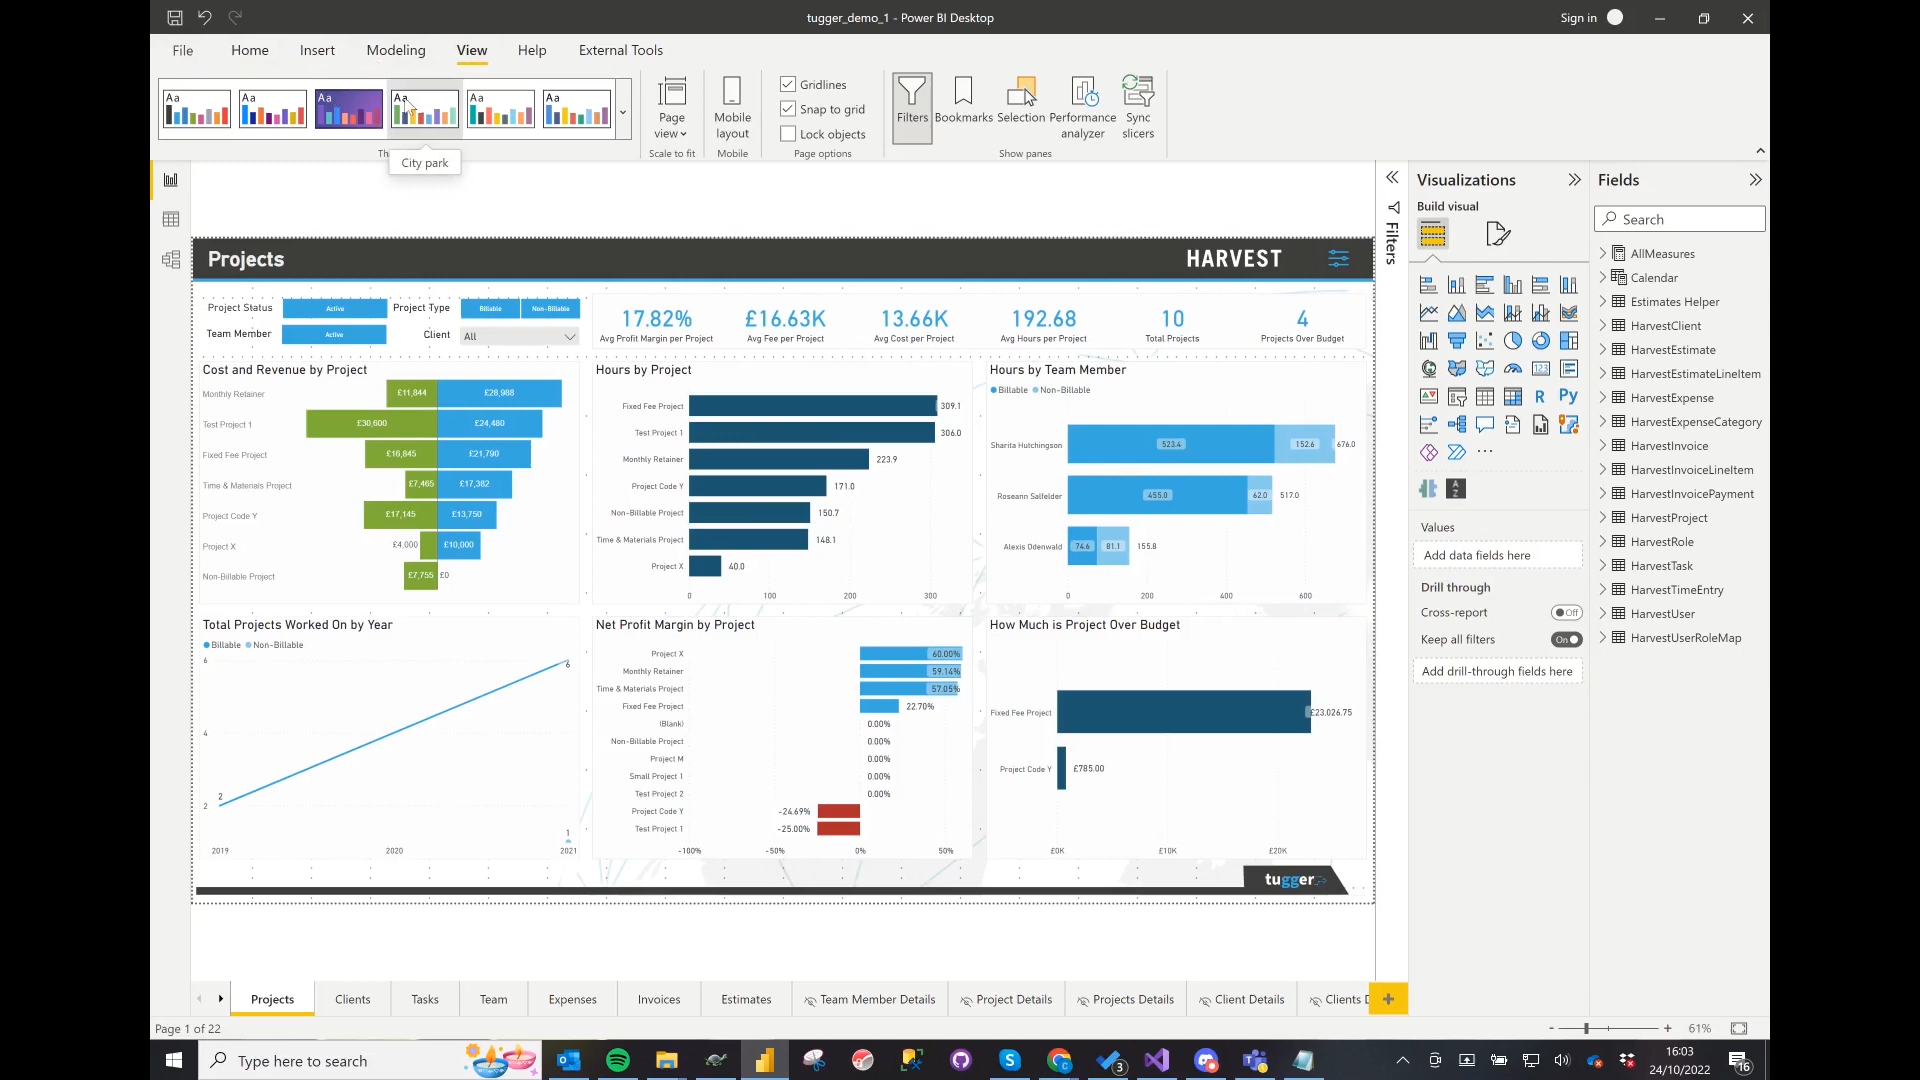 tugger_demo_1 - Power BI Desktop
Sign in
File
Home
Insert
Modeling
View
Help
External Tools
Aa
Aa
Aa
Aa
Aa
Aa
Page view
Mobile layout
Gridlines
Snap to grid
Lock objects
Filters
Bookmarks
Selection
Performance analyzer
Sync slicers
Th
Scale to fit
Mobile
Page options
Show panes
City park
Projects
HARVEST
Project Status
Active
Project Type
Billable
Non-Billable
Team Member
Active
Client
All
17.82%
Avg Profit Margin per Project
£16.63K
Avg Fee per Project
13.66K
Avg Cost per Project
192.68
Avg Hours per Project
10
Total Projects
4
Projects Over Budget
Cost and Revenue by Project
Monthly Retainer
£11,844
£28,988
Test Project 1
£30,600
£24,480
Fixed Fee Project
£16,845
£21,790
Time & Materials Project
£7,465
£17,382
Project Code Y
£17,145
£13,750
Project X
£4,000
£10,000
Non-Billable Project
£7,755
£0
Hours by Project
Fixed Fee Project
309.1
Test Project 1
306.0
Monthly Retainer
223.9
Project Code Y
171.0
Non-Billable Project
150.7
Time & Materials Project
148.1
Project X
40.0
0
100
200
300
Hours by Team Member
Billable
Non-Billable
Sharita Hutchingson
523.4
152.6
676.0
Roseann Salfelder
455.0
62.0
517.0
Alexis Odenwald
74.6
81.1
155.8
0
200
400
600
Total Projects Worked On by Year
Billable
Non-Billable
6
4
2
2
6
1
2019
2020
2021
Net Profit Margin by Project
Project X
60.00%
Monthly Retainer
59.14%
Time & Materials Project
57.05%
Fixed Fee Project
22.70%
(Blank)
0.00%
Non-Billable Project
0.00%
Project M
0.00%
Small Project 1
0.00%
Test Project 2
0.00%
Project Code Y
-24.69%
Test Project 1
-25.00%
-100%
-50%
0%
50%
How Much is Project Over Budget
Fixed Fee Project
£23,026.75
Project Code Y
£785.00
£0K
£10K
£20K
tugger
Filters
Visualizations
Build visual
123
R
Py
A
Z
Values
Add data fields here
Drill through
Cross-report
Off
Keep all filters
On
Add drill-through fields here
Fields
Search
AllMeasures
Calendar
Estimates Helper
HarvestClient
HarvestEstimate
HarvestEstimateLineItem
HarvestExpense
HarvestExpenseCategory
HarvestInvoice
HarvestInvoiceLineItem
HarvestInvoicePayment
HarvestProject
HarvestRole
HarvestTask
HarvestTimeEntry
HarvestUser
HarvestUserRoleMap
Projects
Clients
Tasks
Team
Expenses
Invoices
Estimates
Team Member Details
Project Details
Projects Details
Client Details
Clients D
Page 1 of 22
61%
Type here to search
3
16:03
24/10/2022
16